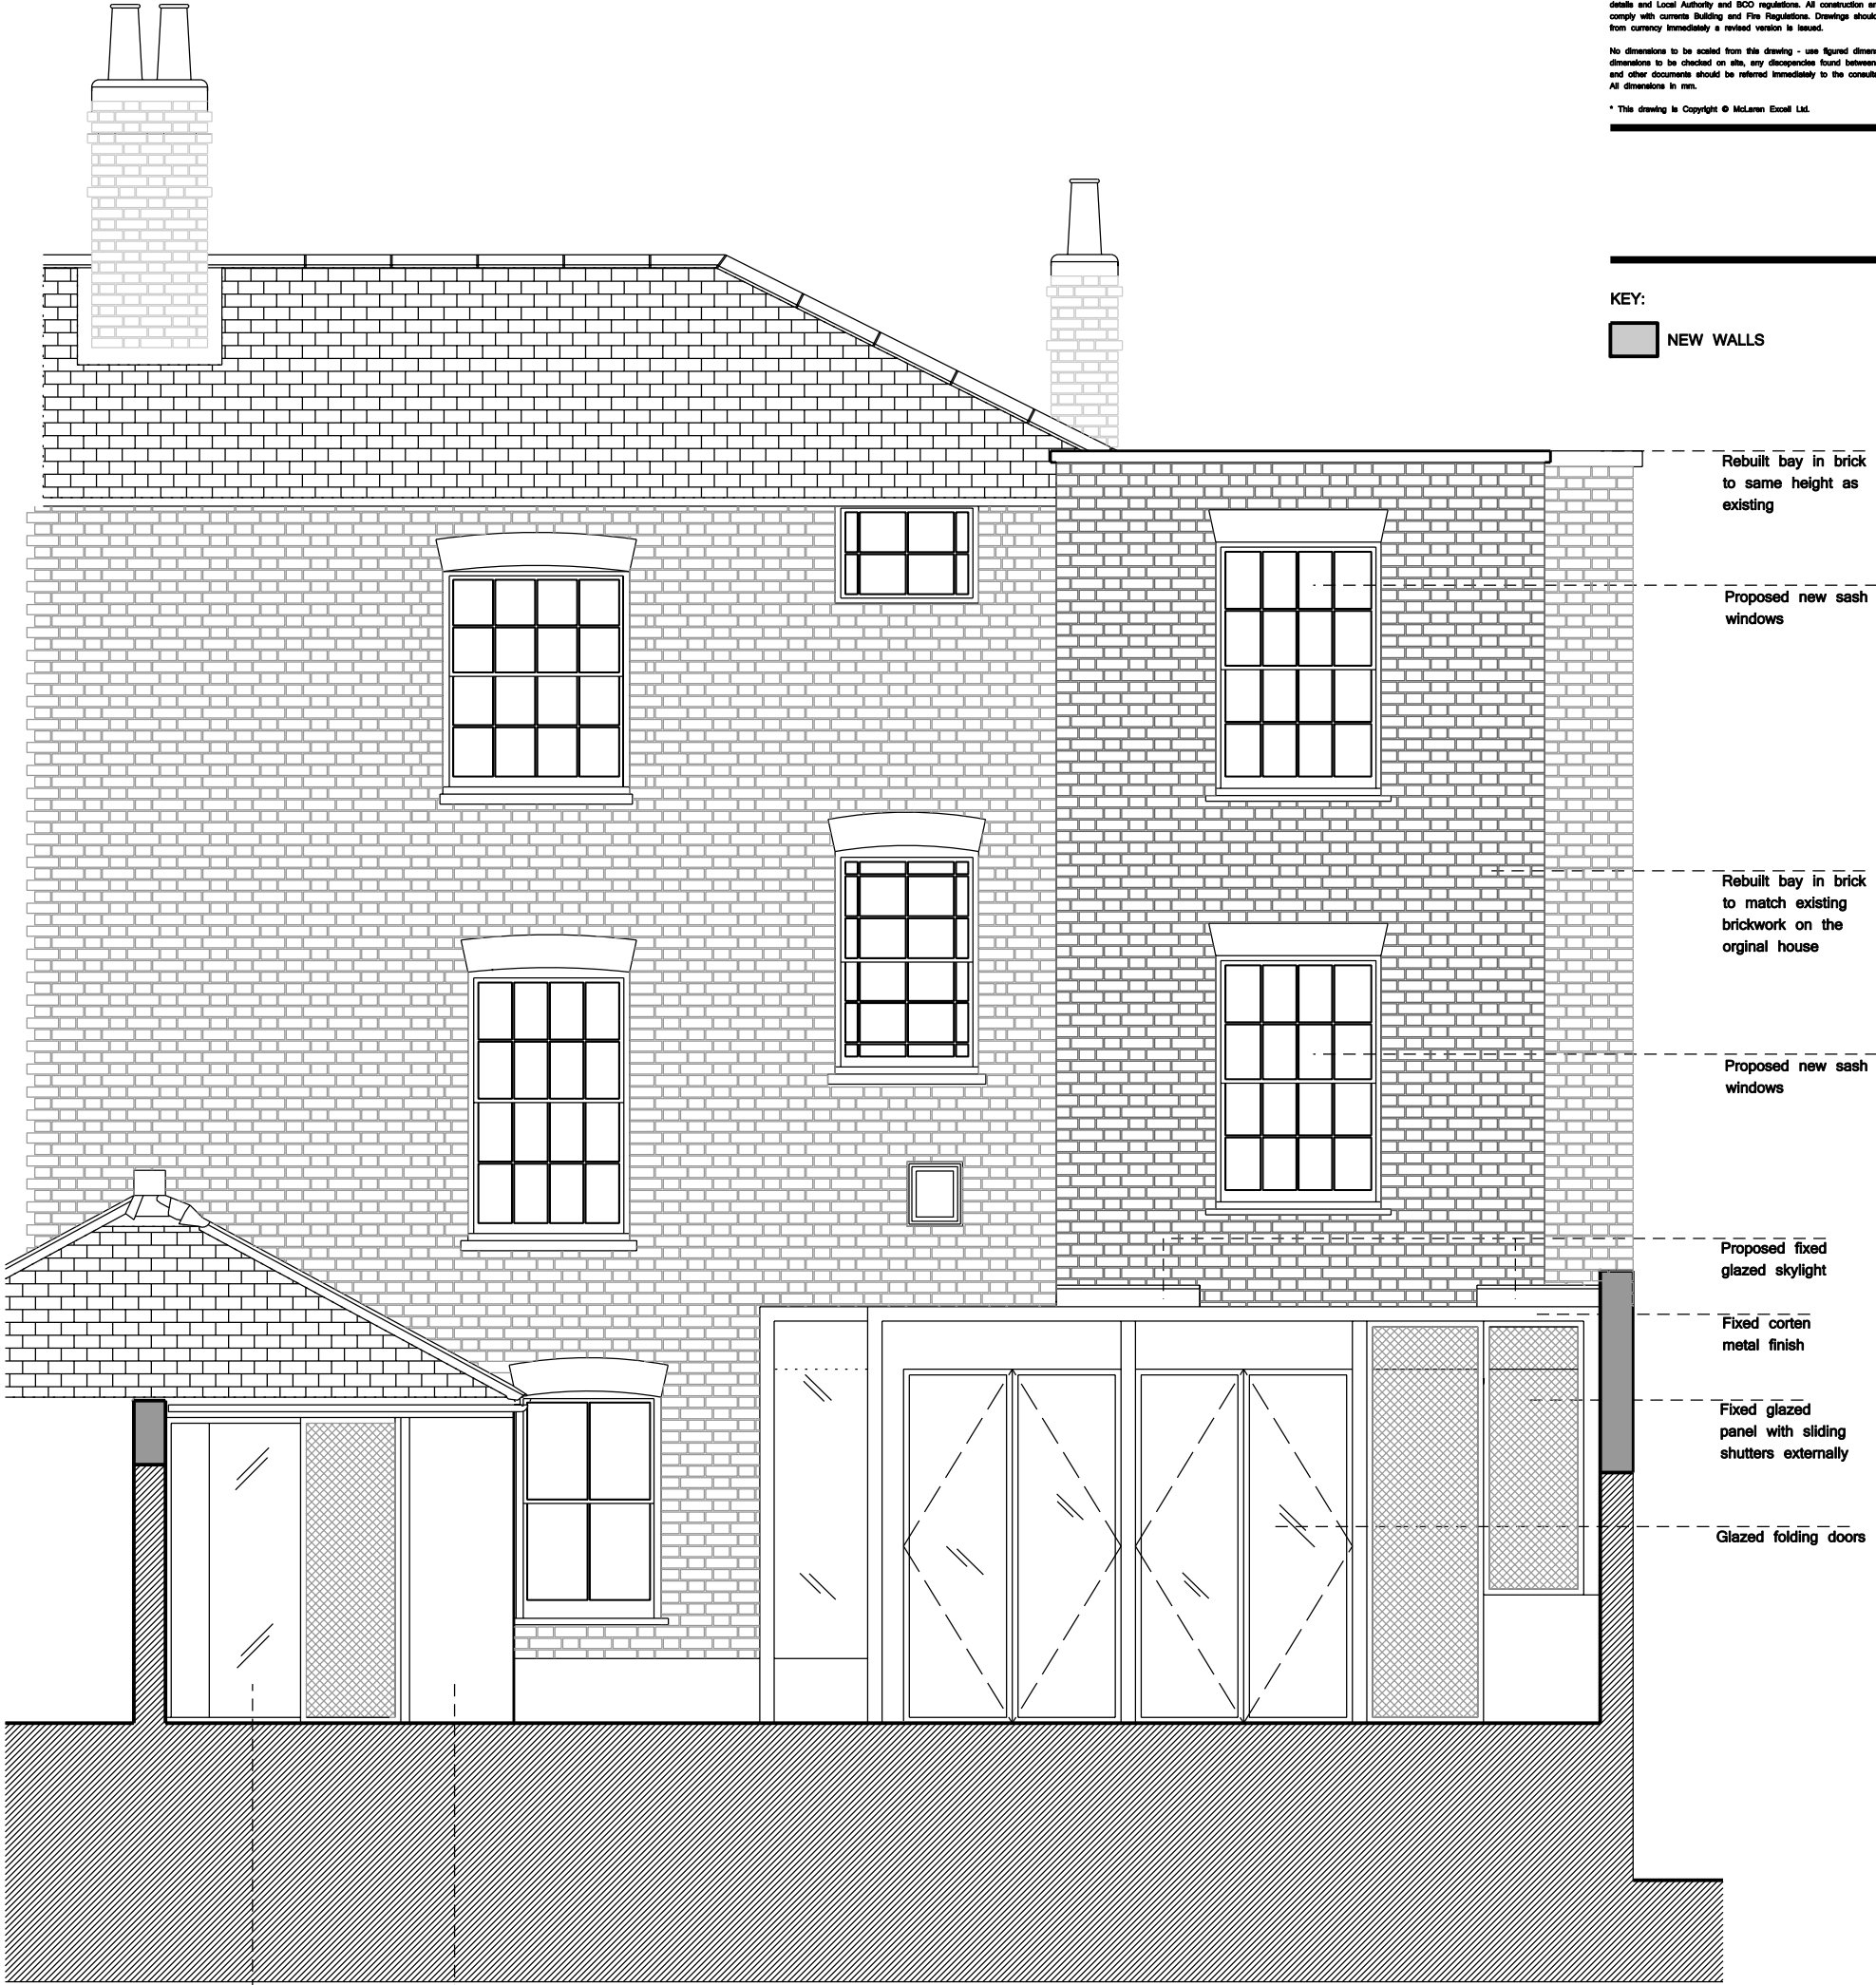 details and Local Authority and BCO regulations. All construction an
comply with currents Building and Fire Regulations. Drawings should
from currency immediately a revised version is issued.
No dimensions to be scaled from this drawing - use figured dimens
dimensions to be checked on site, any discepencies found between
and other documents should be referred immediately to the consulta
All dimensions in mm.
* This drawing is Copyright © McLaren Excell Ltd.
KEY:
NEW WALLS
Rebuilt bay in brick
to same height as
existing
Proposed new sash
windows
Rebuilt bay in brick
to match existing
brickwork on the
orginal house
Proposed new sash
windows
Proposed fixed
glazed skylight
Fixed corten
metal finish
Fixed glazed
panel with sliding
shutters externally
Glazed folding doors